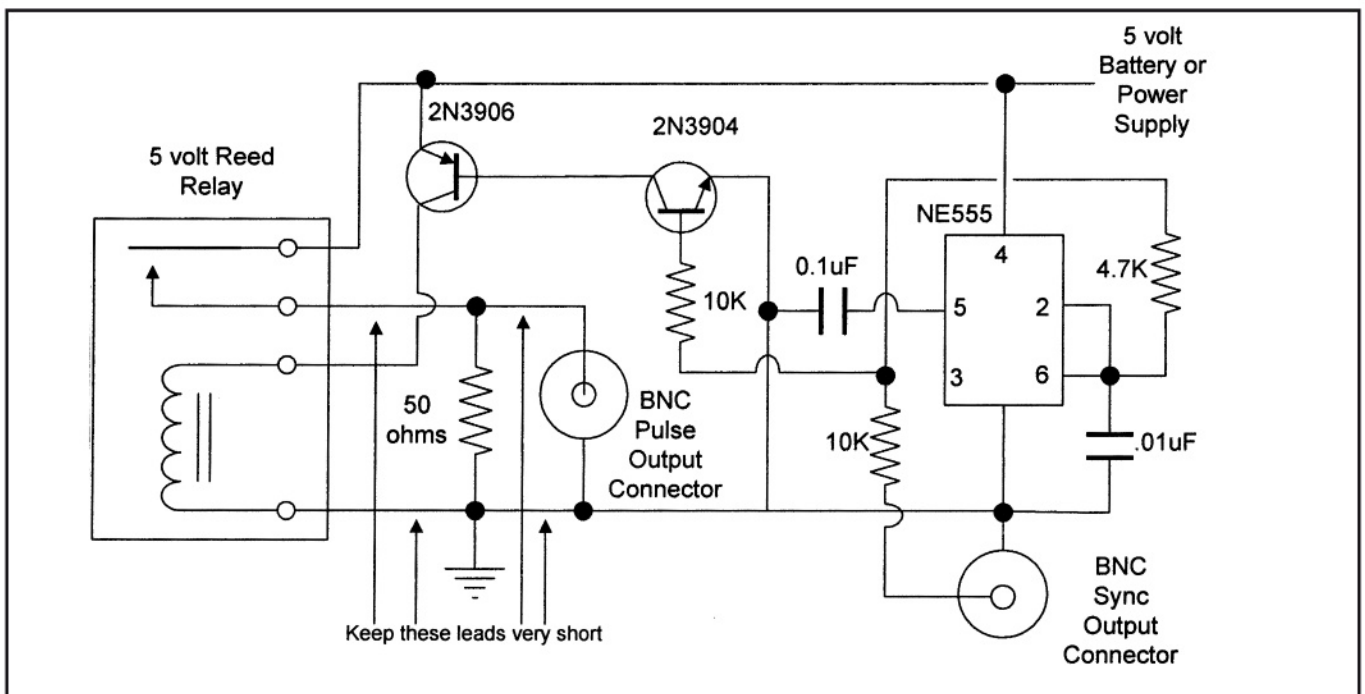 5 volt
Battery or
Power
Supply
2N3906
2N3904
5 volt Reed
Relay
NE555
4
4.7K
0.1uF
10K
5
2
3
6
50
ohms
BNC
Pulse
Output
Connector
10K
.01uF
BNC
Sync
Output
Connector
Keep these leads very short